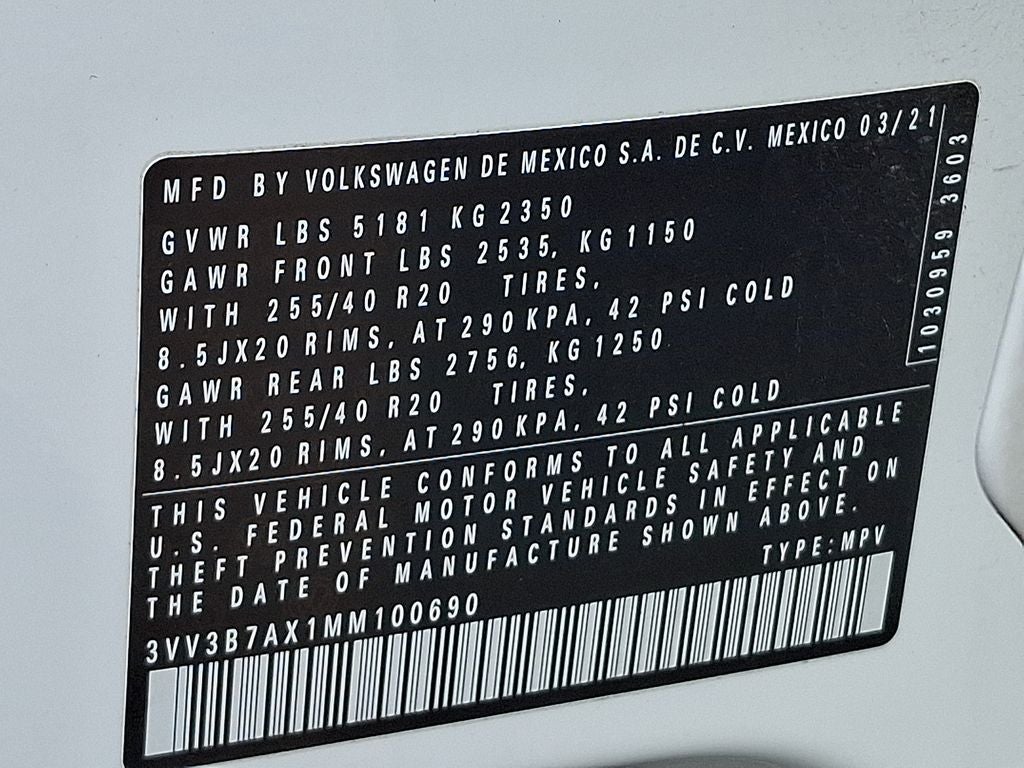 MFD BY VOLKSWAGEN DE MEXICO S.A. DE C.V. MEXICO 03/21
GVWR LBS 5181 KG 2350
GAWR FRONT LBS 2535, KG 1150
WITH 255/40 R20 TIRES,
8.5JX20 RIMS, AT 290 KPA, 42 PSI COLD
GAWR REAR LBS 2756, KG 1250
WITH 255/40 R20 TIRES,
8.5JX20 RIMS, AT 290 KPA, 42 PSI COLD
1030959 3603
THIS VEHICLE CONFORMS TO ALL APPLICABLE
U.S. FEDERAL MOTOR VEHICLE SAFETY AND
THEFT PREVENTION STANDARDS IN EFFECT ON
THE DATE OF MANUFACTURE SHOWN ABOVE.
TYPE: MPV
3VV3B7AX1MM100690